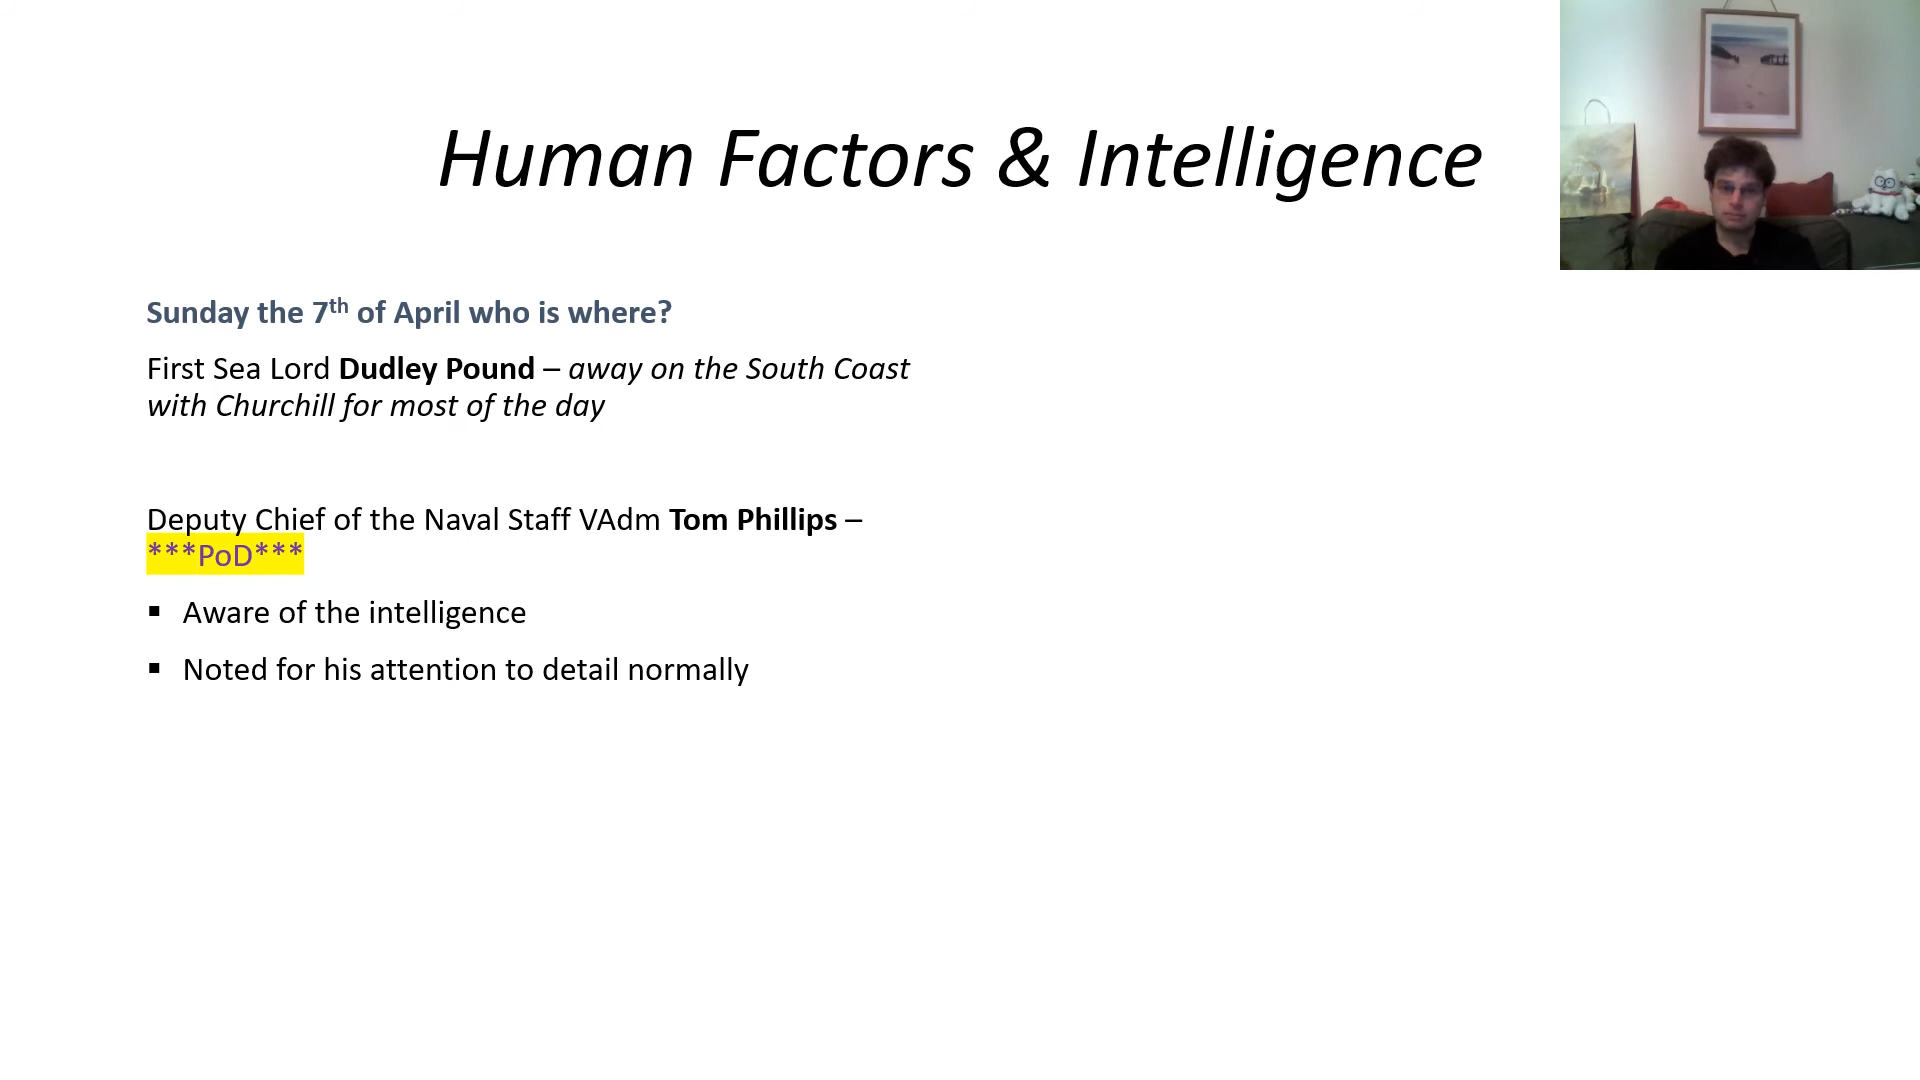 Human Factors & Intelligence
Sunday the 7th of April who is where?
First Sea Lord Dudley Pound – away on the South Coast
with Churchill for most of the day
Deputy Chief of the Naval Staff VAdm Tom Phillips –
***PoD***
▪ Aware of the intelligence
▪ Noted for his attention to detail normally